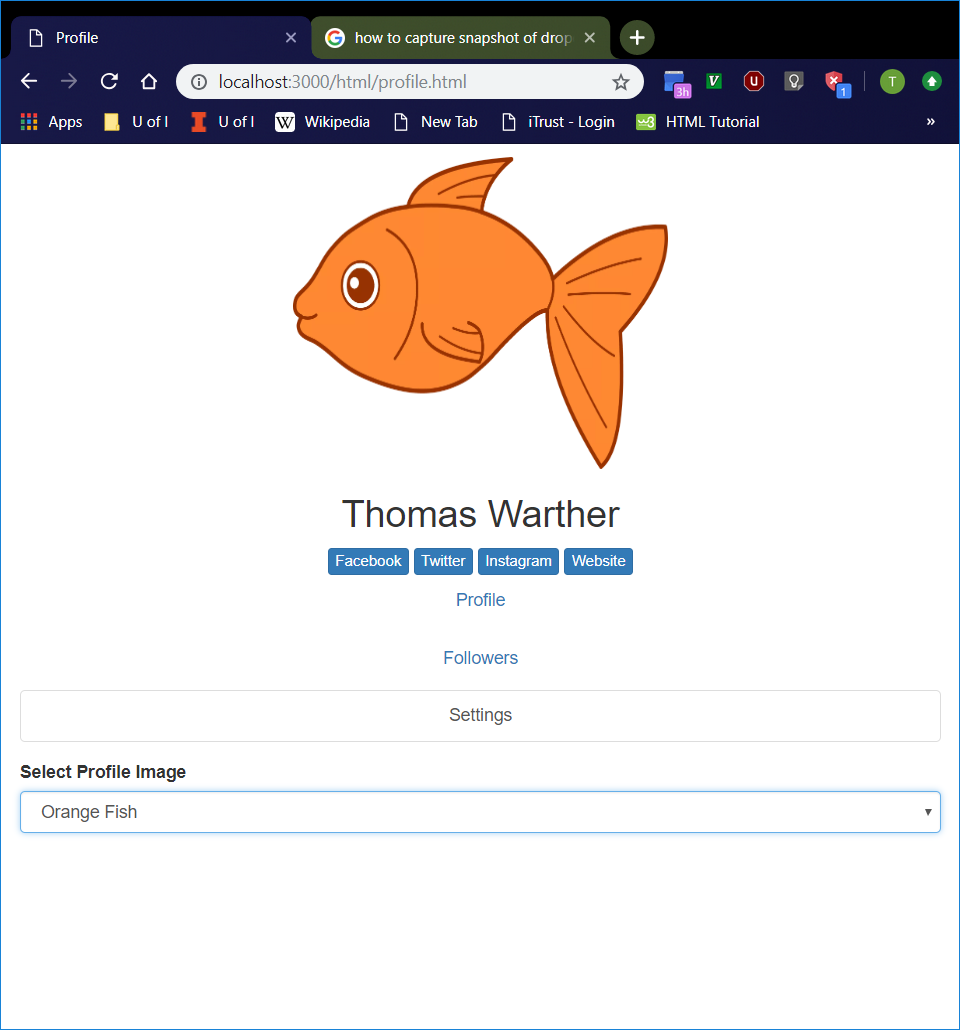 Profile
how to capture snapshot of drop
localhost:3000/html/profile.html
3h
V
U
1
T
Apps
U of I
I
U of I
W
Wikipedia
New Tab
iTrust - Login
w3
HTML Tutorial
»
Thomas Warther
Facebook Twitter Instagram Website
Profile
Followers
Settings
Select Profile Image
Orange Fish